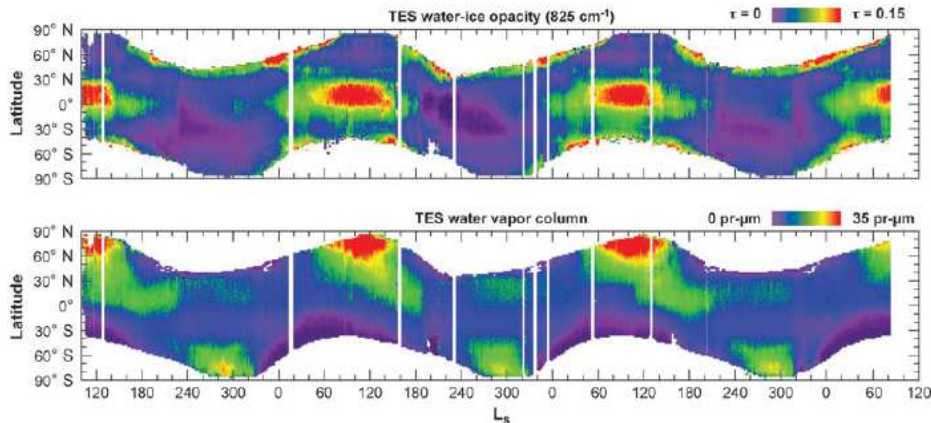 TES water-ice opacity (825 cm⁻¹) τ = 0 τ = 0.15
90° N
60° N
30° N
0°
30° S
60° S
90° S
Latitude
TES water vapor column 0 pr-μm 35 pr-μm
90° N
60° N
30° N
0°
30° S
60° S
90° S
Latitude
120 180 240 300 0 60 120 180 240 300 0 60 120 180 240 300 0 60 120
Ls